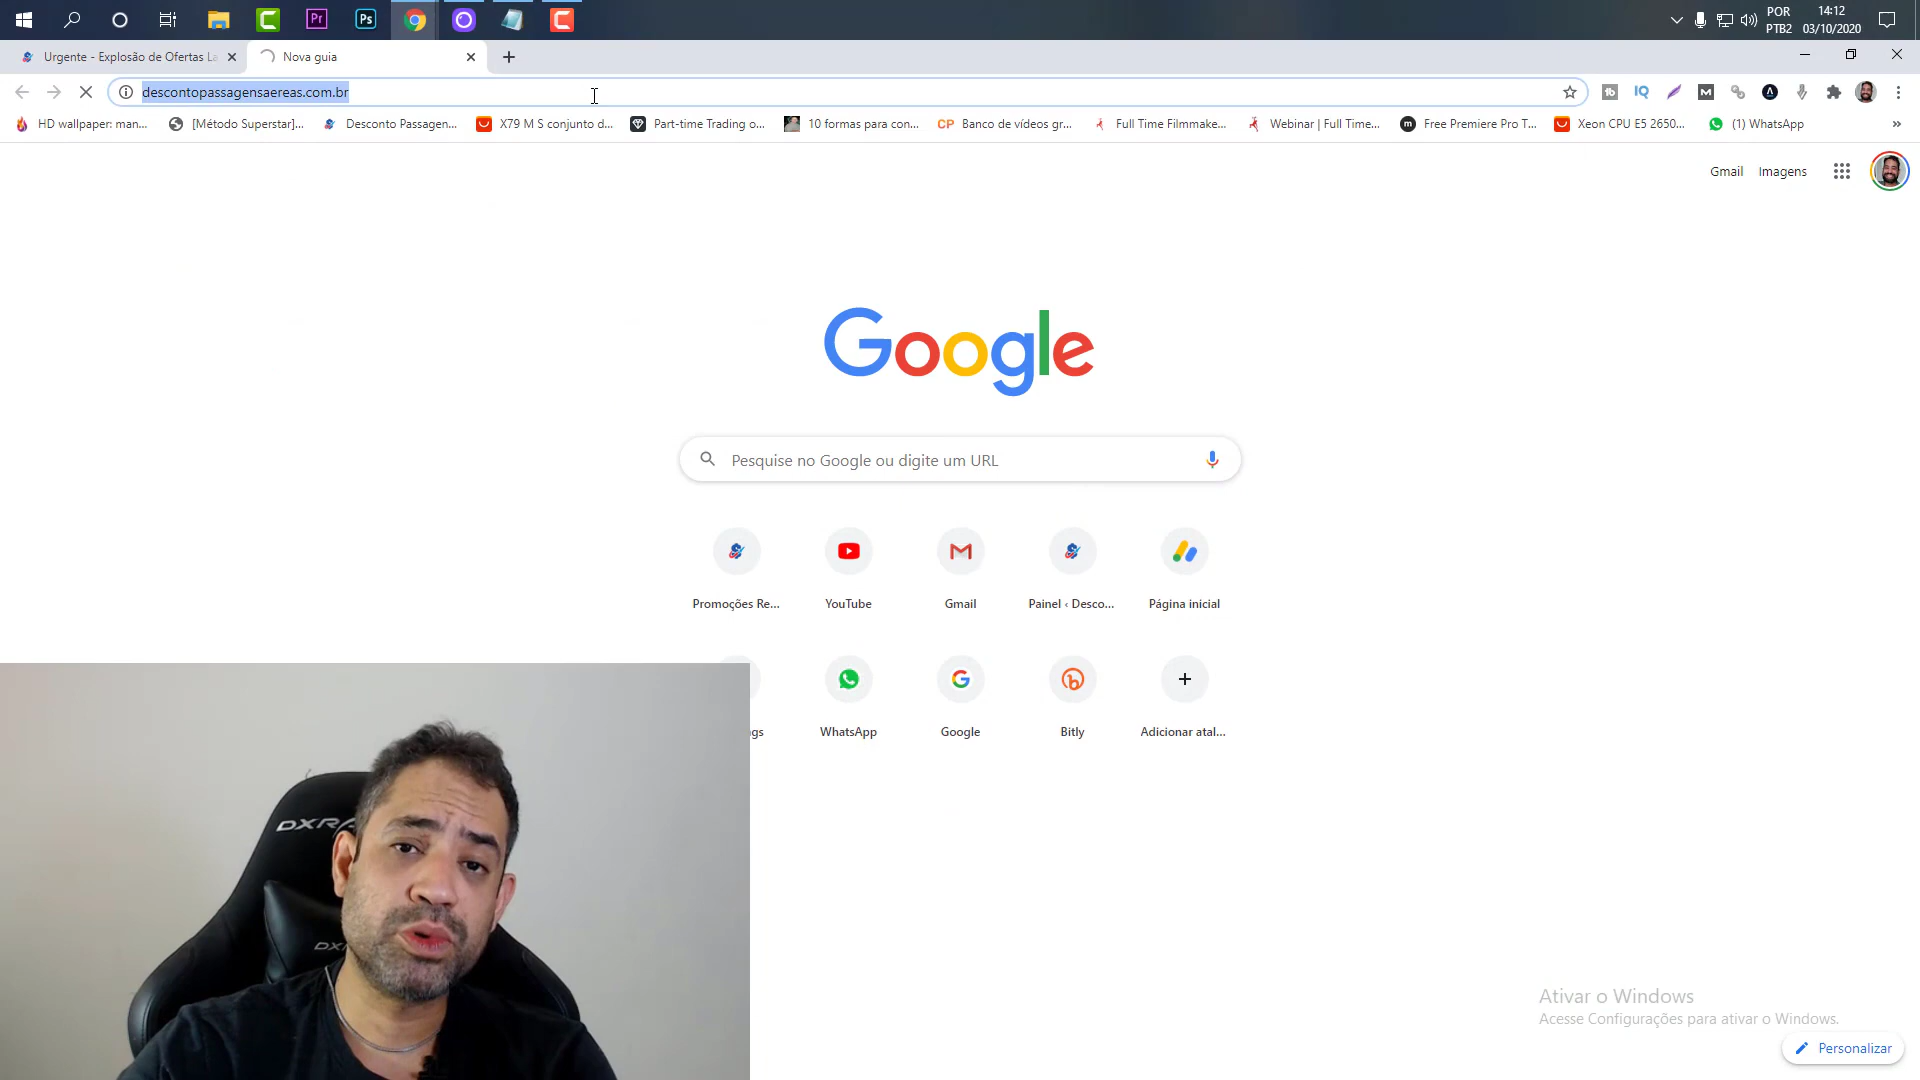 POR
PTB2
14:12
03/10/2020
Urgente - Explosão de Ofertas La
Nova guia
descontopassagensaereas.com.br
HD wallpaper: man...
[Método Superstar]...
Desconto Passagen...
X79 M S conjunto d...
Part-time Trading o...
10 formas para con...
CP Banco de vídeos gr...
Full Time Filmmake...
Webinar | Full Time...
Free Premiere Pro T...
Xeon CPU E5 2650...
(1) WhatsApp
Gmail
Imagens
Google
Pesquise no Google ou digite um URL
Promoções Re...
YouTube
Gmail
Painel ‹ Desco...
Página inicial
WhatsApp
Google
Bitly
Adicionar atal...
Ativar o Windows
Acesse Configurações para ativar o Windows.
Personalizar